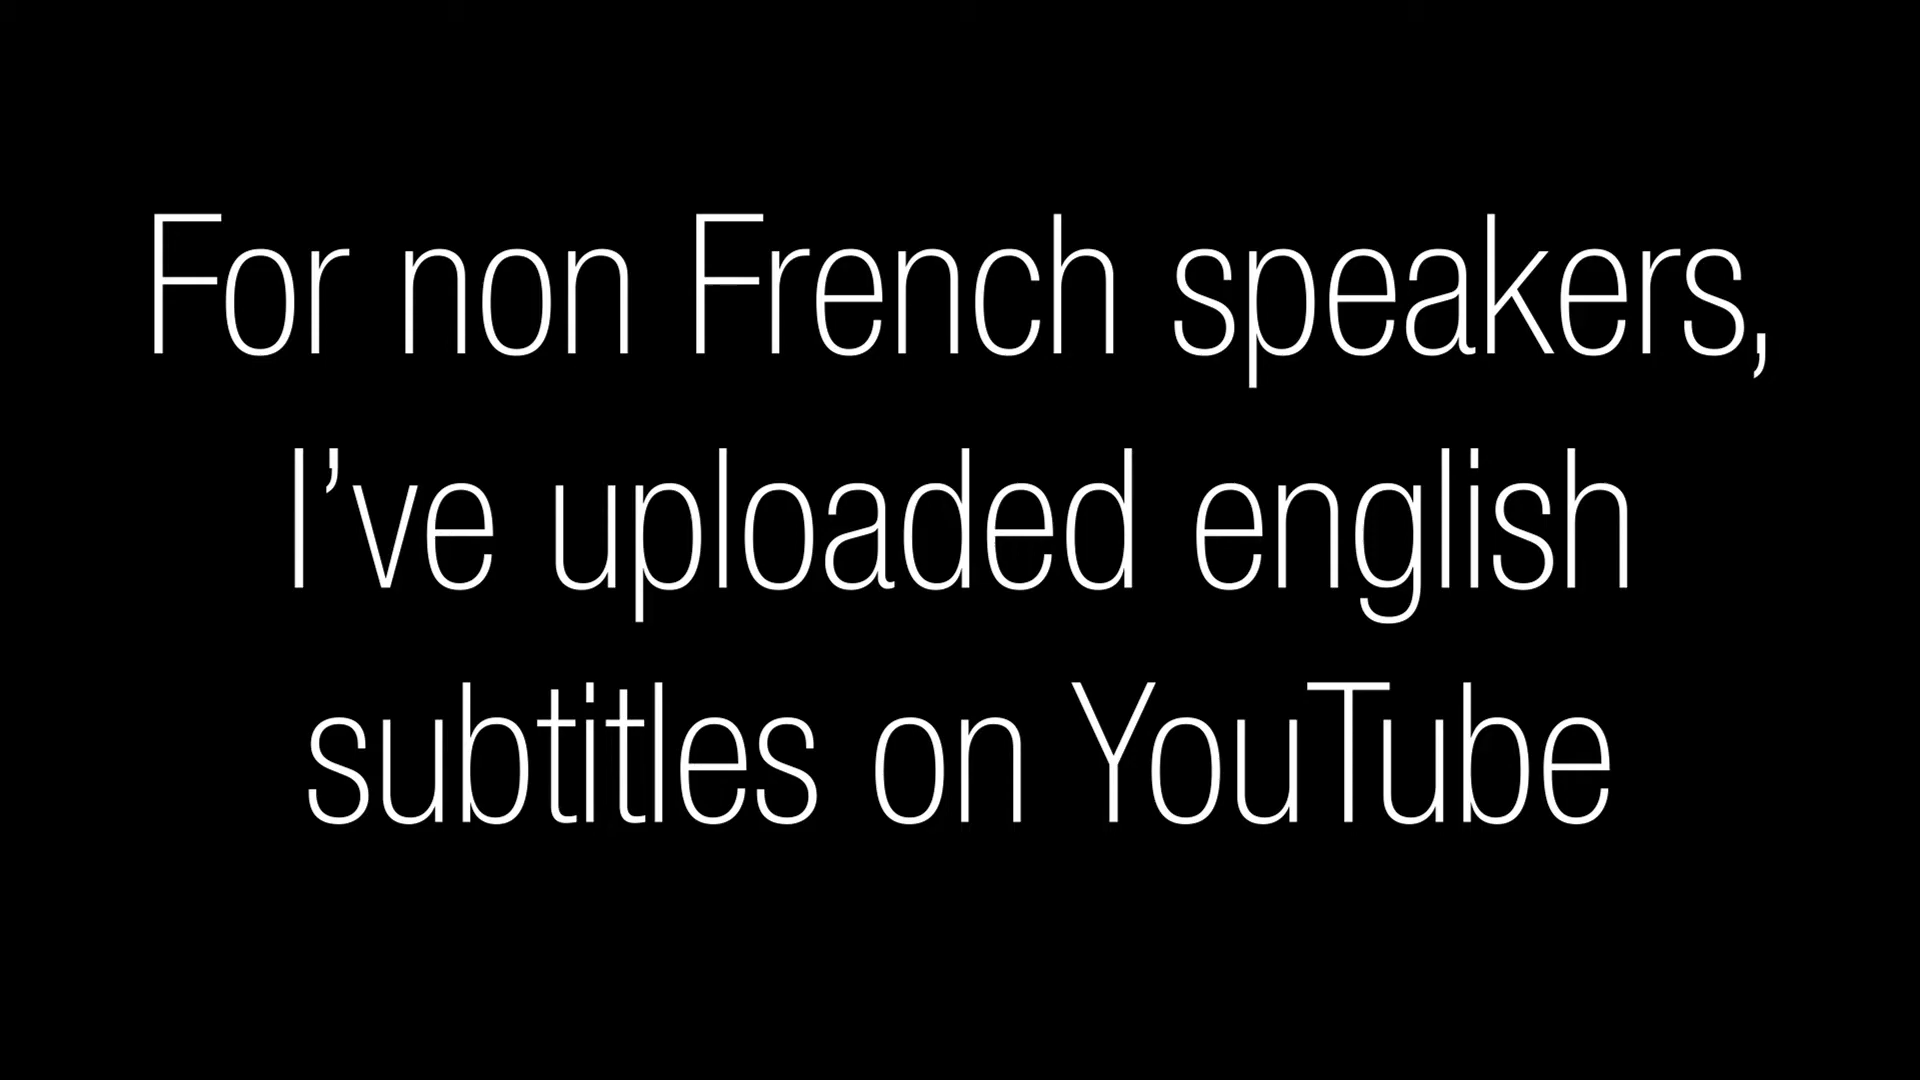 For non French speakers,
I’ve uploaded english
subtitles on YouTube